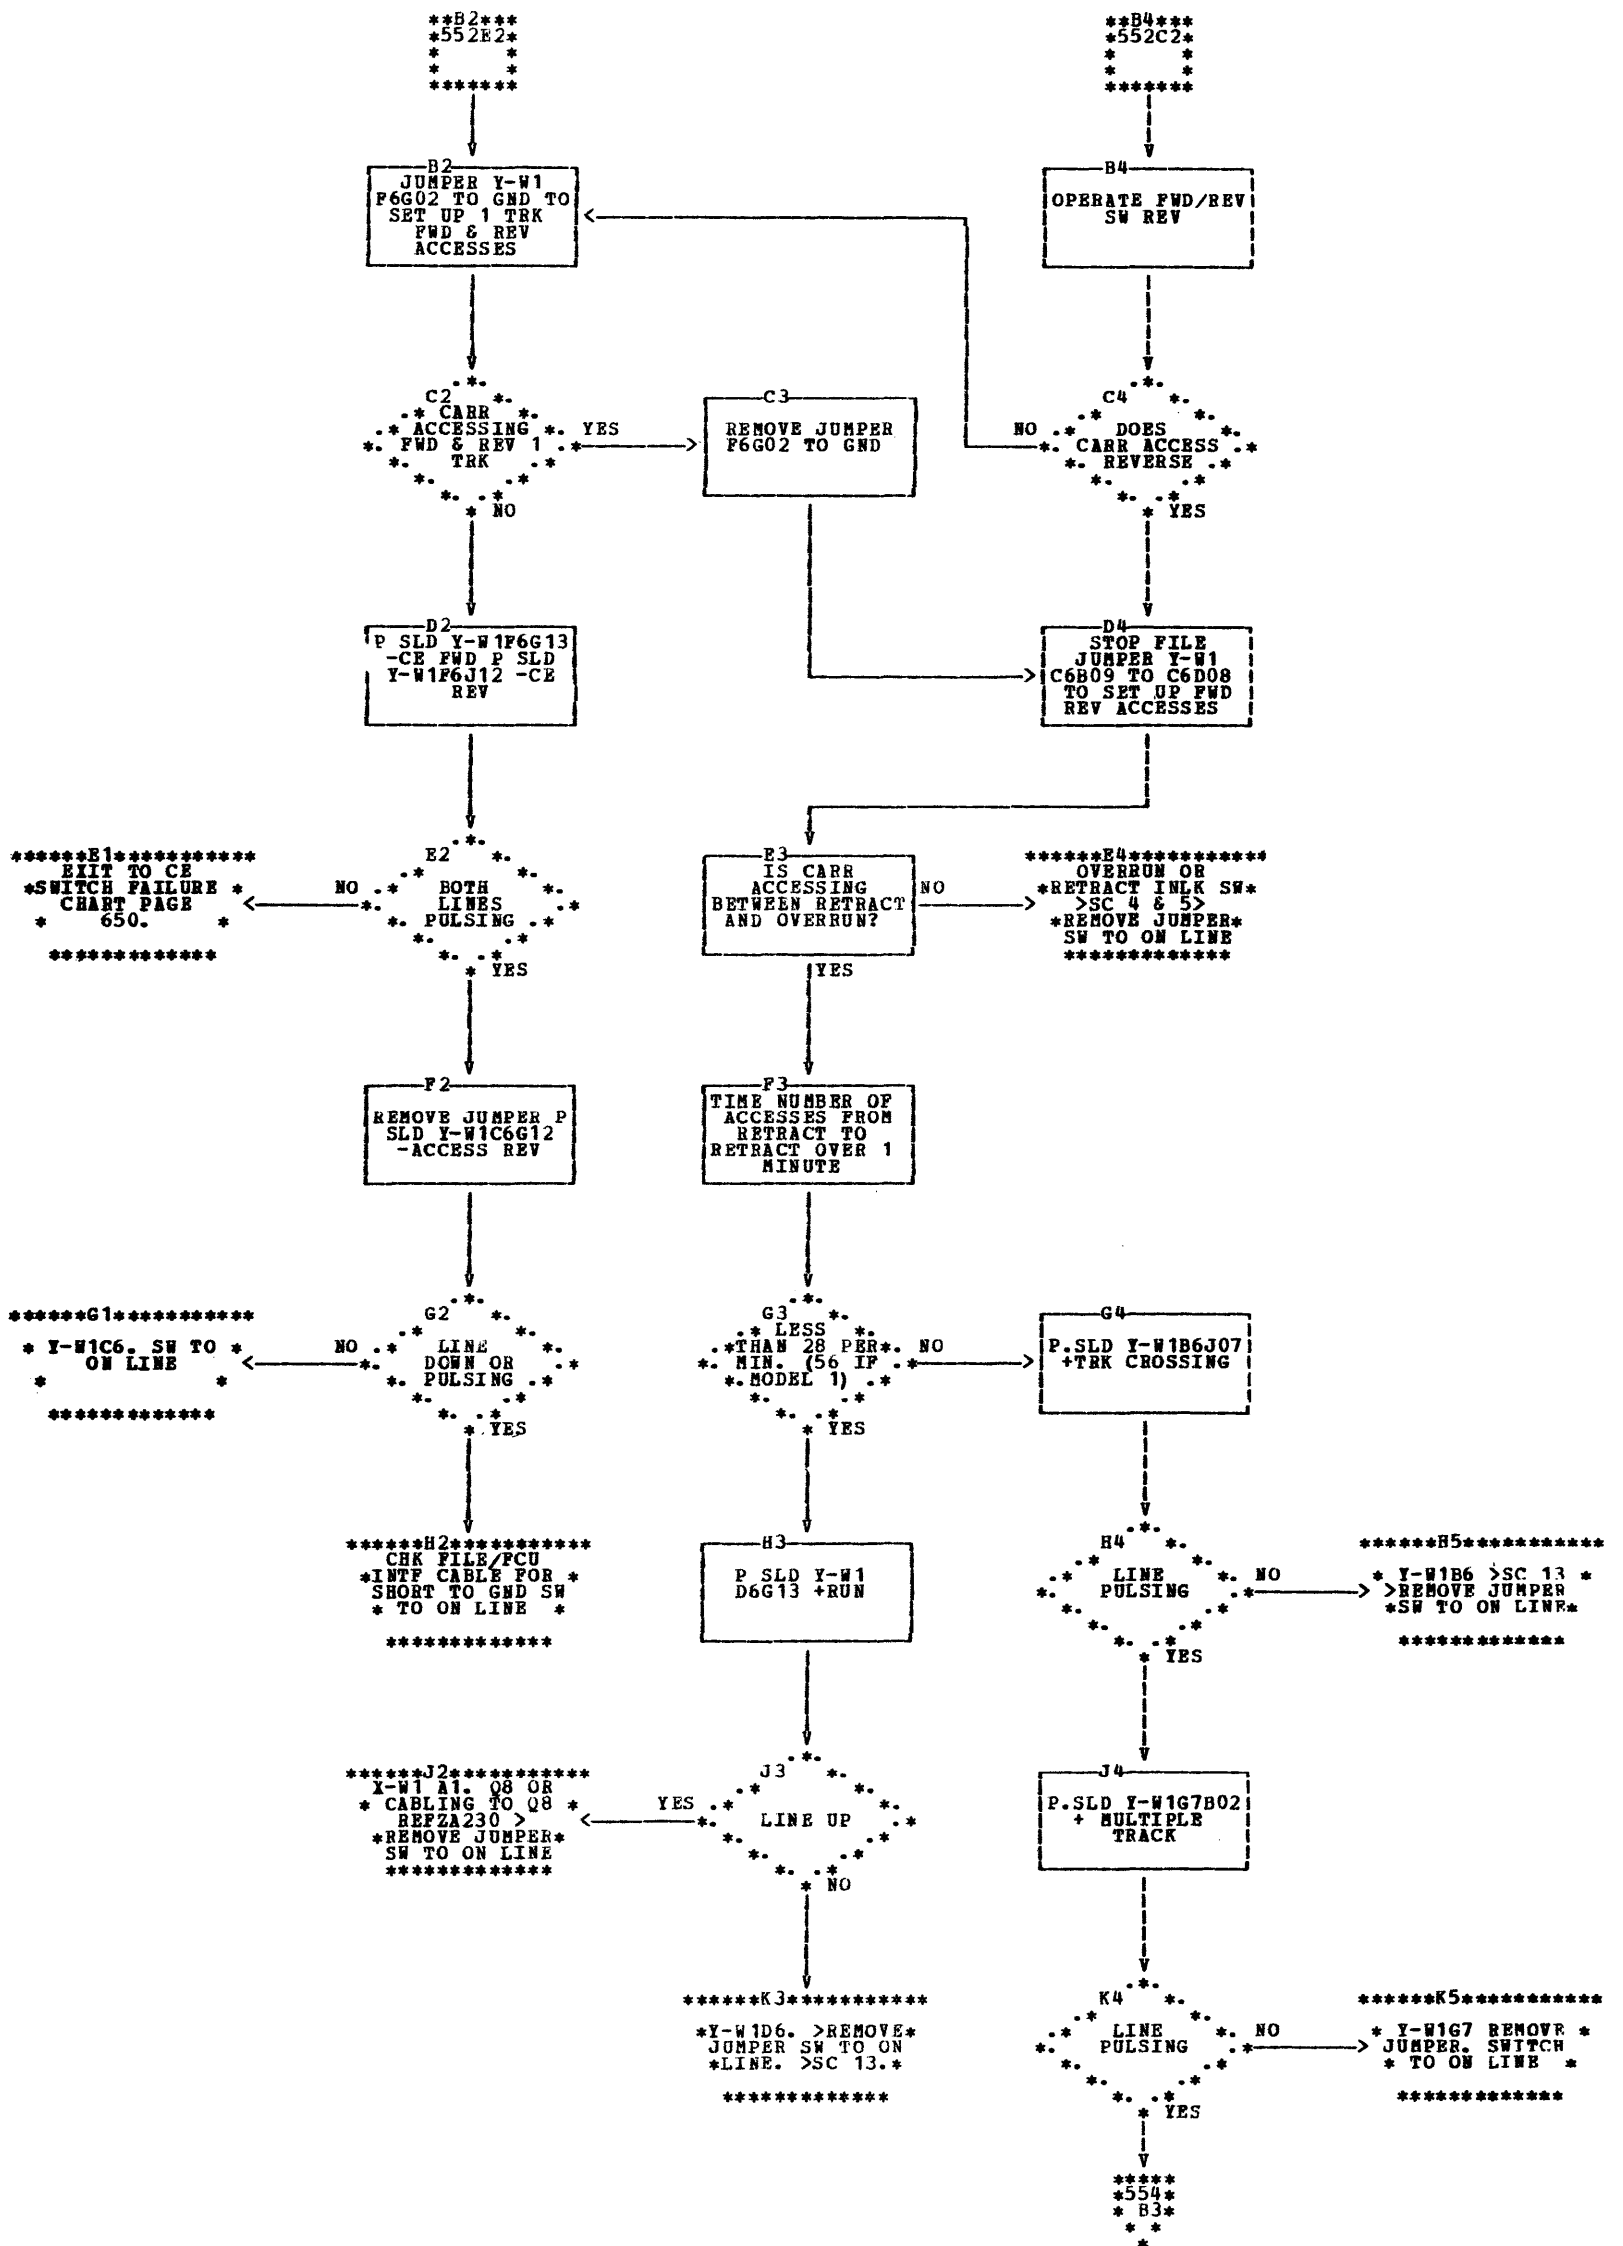 **B2***
*552E2*
* *
* *
*******
**B4***
*552C2*
* *
* *
*******
B2
JUMPER Y-W1
F6G02 TO GND TO
SET UP 1 TRK
FWD & REV
ACCESSES
B4
OPERATE FWD/REV
SW REV
C2
CARR
ACCESSING
FWD & REV 1
TRK
YES
NO
C3
REMOVE JUMPER
F6G02 TO GND
C4
DOES
CARR ACCESS
REVERSE
NO
YES
D2
P SLD Y-W1F6G13
-CE FWD P SLD
Y-W1F6J12 -CE
REV
D4
STOP FILE
JUMPER Y-W1
C6B09 TO C6D08
TO SET UP FWD
REV ACCESSES
******E1***********
EXIT TO CE
*SWITCH FAILURE *
CHART PAGE
* 650. *
*************
E2
BOTH
LINES
PULSING
NO
YES
E3
IS CARR
ACCESSING
BETWEEN RETRACT
AND OVERRUN?
NO
YES
******E4***********
OVERRUN OR
*RETRACT INLK SW*
>SC 4 & 5>
*REMOVE JUMPER*
SW TO ON LINE
*************
F2
REMOVE JUMPER P
SLD Y-W1C6G12
-ACCESS REV
F3
TIME NUMBER OF
ACCESSES FROM
RETRACT TO
RETRACT OVER 1
MINUTE
******G1***********
* Y-W1C6. SW TO *
ON LINE
* *
*************
G2
LINE
DOWN OR
PULSING
NO
YES
G3
LESS
THAN 28 PER
MIN. (56 IF
MODEL 1)
NO
YES
G4
P.SLD Y-W1B6J07
+TRK CROSSING
******H2***********
CHK FILE/FCU
*INTF CABLE FOR *
SHORT TO GND SW
* TO ON LINE *
*************
H3
P SLD Y-W1
D6G13 +RUN
H4
LINE
PULSING
NO
YES
******H5***********
* Y-W1B6 >SC 13 *
>REMOVE JUMPER
*SW TO ON LINE*
*************
******J2***********
X-W1 A1. Q8 OR
* CABLING TO Q8 *
REFZA230 >
*REMOVE JUMPER*
SW TO ON LINE
*************
J3
LINE UP
YES
NO
J4
P.SLD Y-W1G7B02
+ MULTIPLE
TRACK
******K3***********
*Y-W1D6. >REMOVE*
JUMPER SW TO ON
*LINE. >SC 13.*
*************
K4
LINE
PULSING
NO
YES
******K5***********
* Y-W1G7 REMOVE *
JUMPER. SWITCH
* TO ON LINE *
*************
*****
*554*
* B3*
* *
*